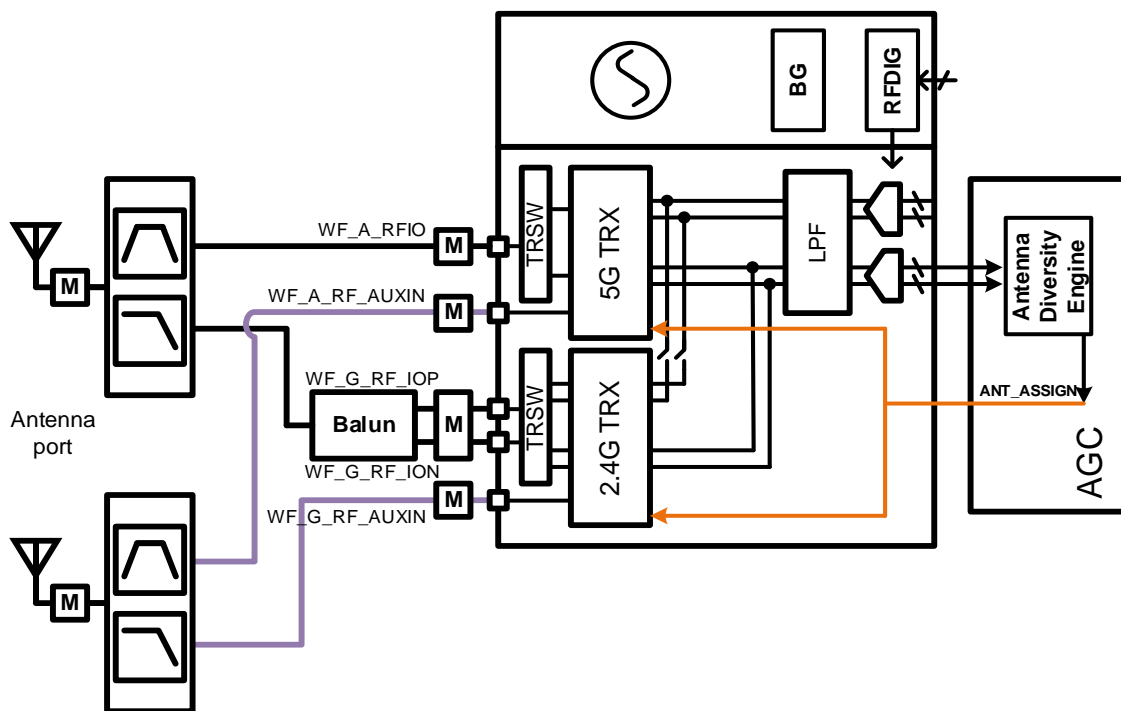 BG
RFDIG
WF_A_RFIO
M
TRSW
5G TRX
LPF
Antenna
Diversity
Engine
M
WF_A_RF_AUXIN
M
ANT_ASSIGN
WF_G_RF_IOP
Antenna
port
Balun
M
TRSW
2.4G TRX
AGC
WF_G_RF_ION
M
WF_G_RF_AUXIN
M